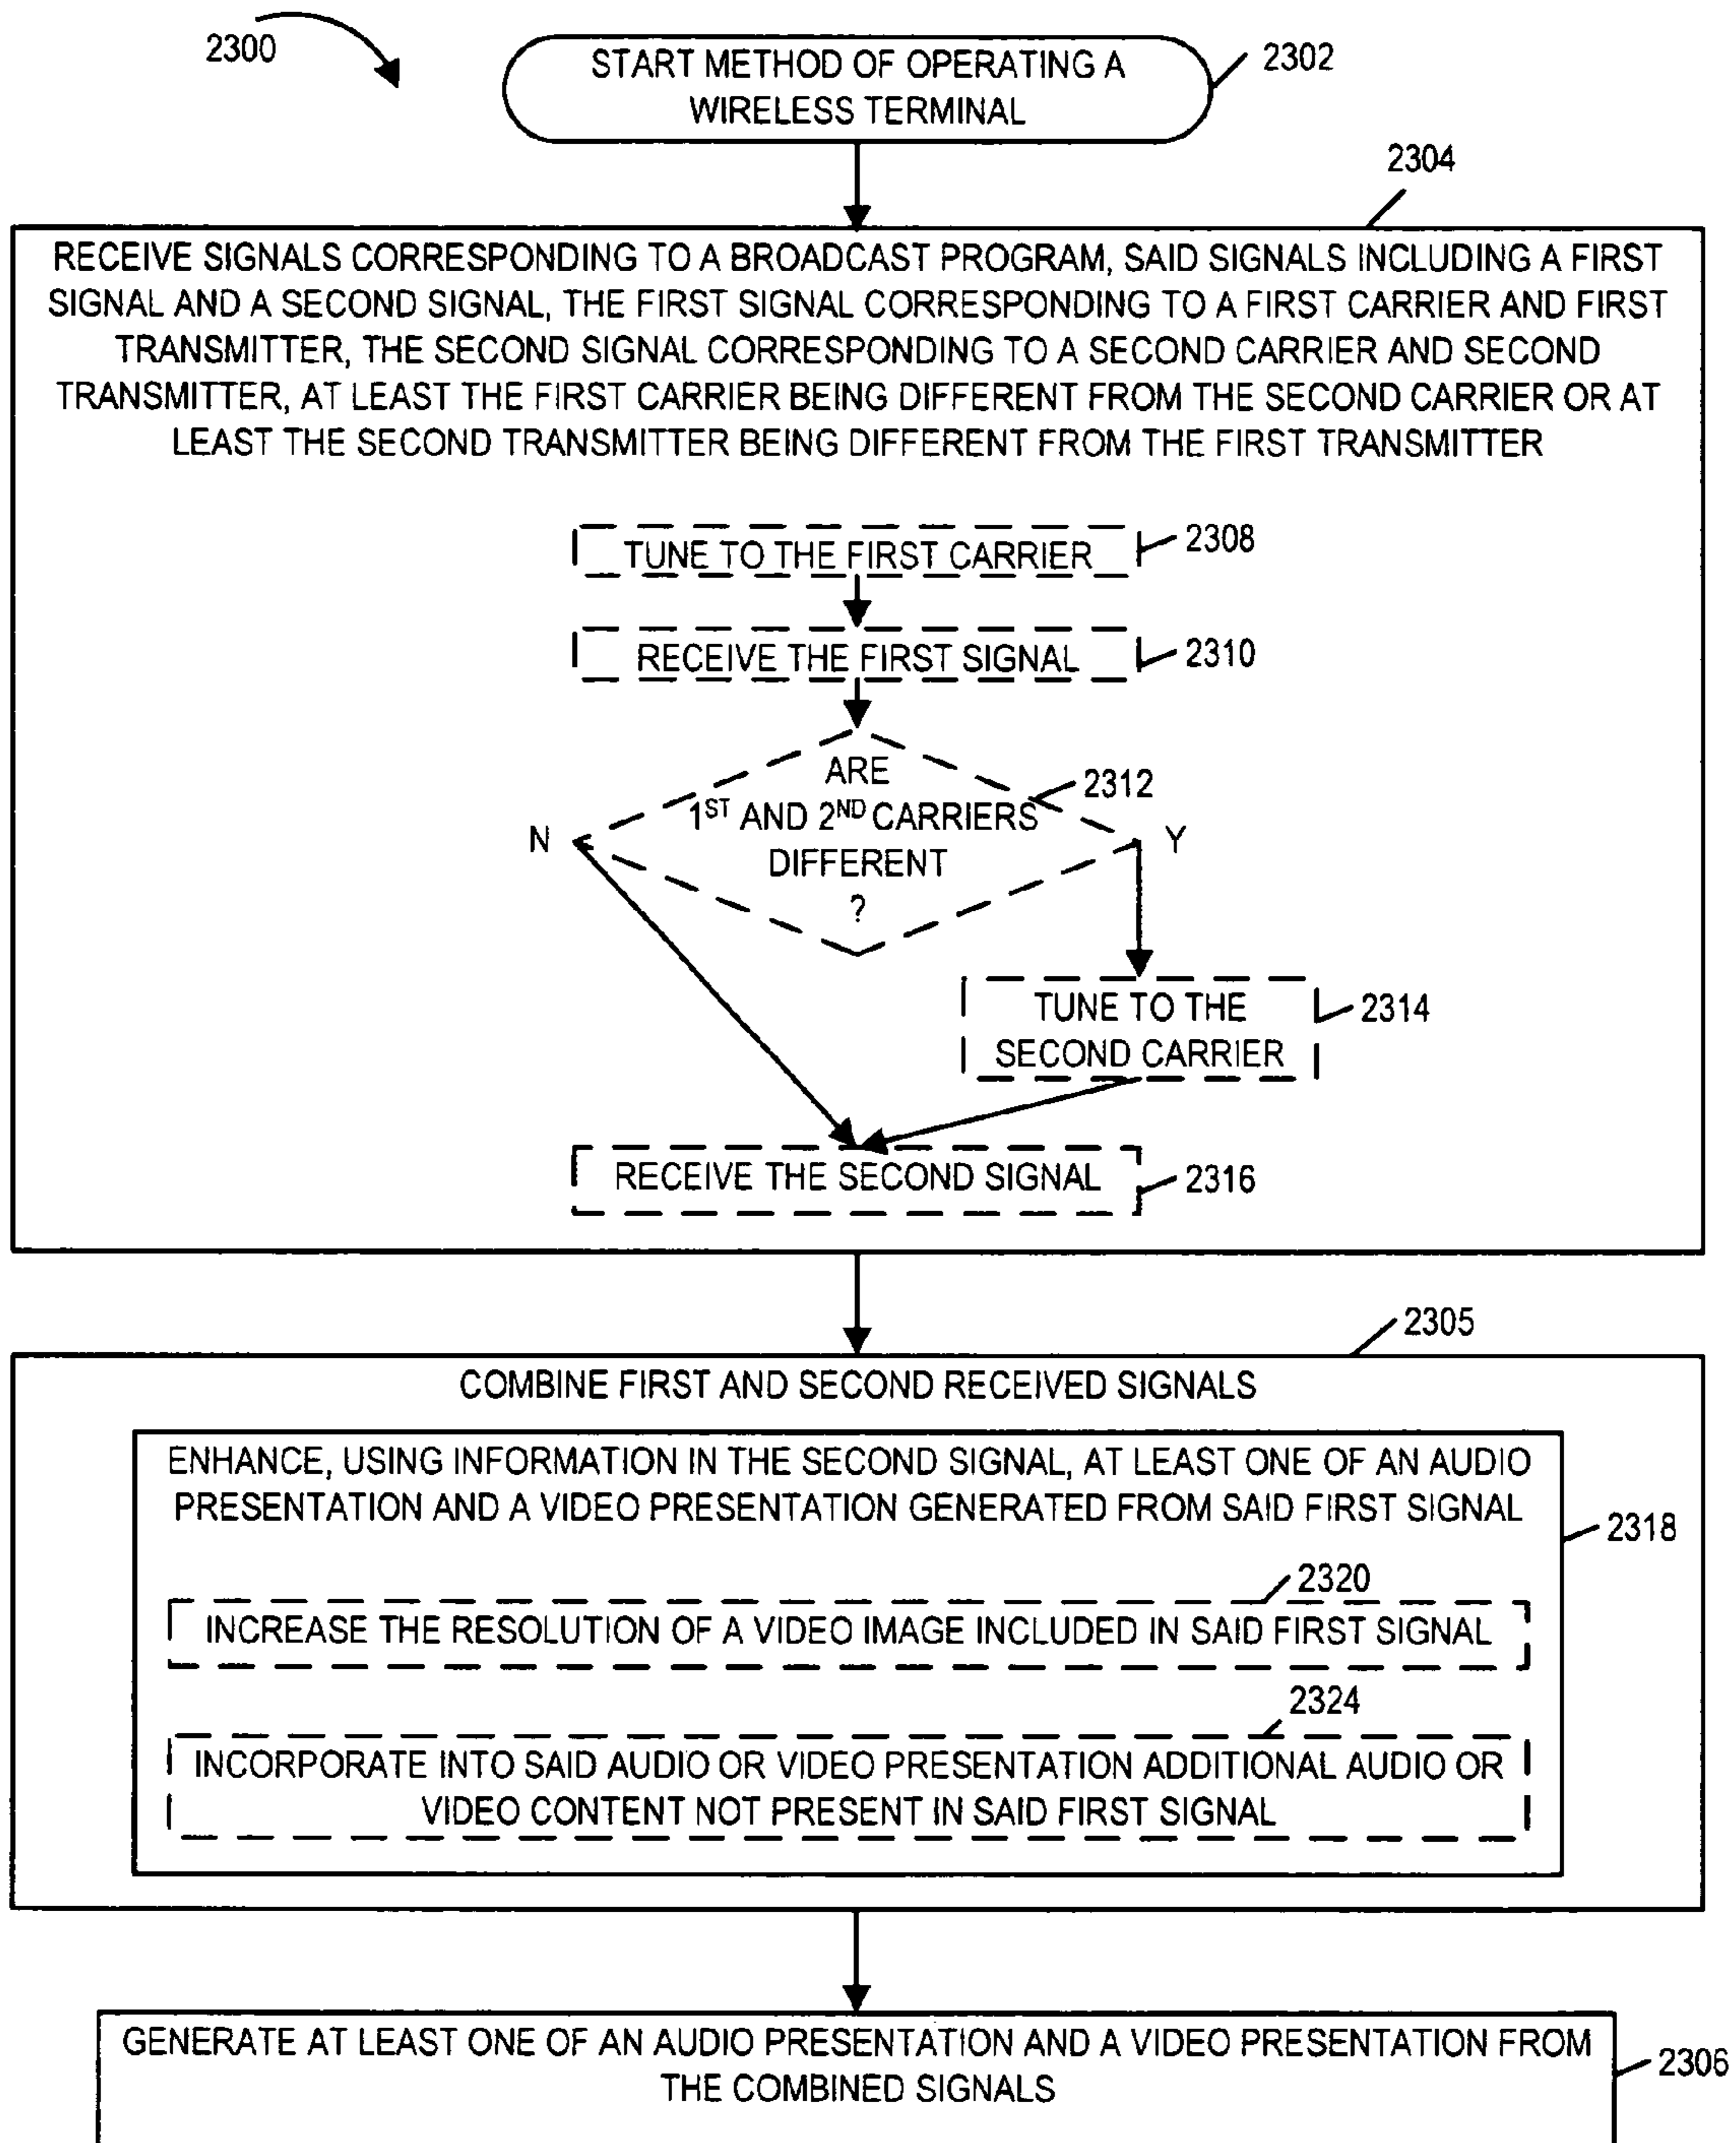 2300
START METHOD OF OPERATING A
WIRELESS TERMINAL
2302
2304
RECEIVE SIGNALS CORRESPONDING TO A BROADCAST PROGRAM, SAID SIGNALS INCLUDING A FIRST
SIGNAL AND A SECOND SIGNAL, THE FIRST SIGNAL CORRESPONDING TO A FIRST CARRIER AND FIRST
TRANSMITTER, THE SECOND SIGNAL CORRESPONDING TO A SECOND CARRIER AND SECOND
TRANSMITTER, AT LEAST THE FIRST CARRIER BEING DIFFERENT FROM THE SECOND CARRIER OR AT
LEAST THE SECOND TRANSMITTER BEING DIFFERENT FROM THE FIRST TRANSMITTER
TUNE TO THE FIRST CARRIER
2308
RECEIVE THE FIRST SIGNAL
2310
ARE
1ST AND 2ND CARRIERS
DIFFERENT
?
2312
N
Y
TUNE TO THE
SECOND CARRIER
2314
RECEIVE THE SECOND SIGNAL
2316
2305
COMBINE FIRST AND SECOND RECEIVED SIGNALS
ENHANCE, USING INFORMATION IN THE SECOND SIGNAL, AT LEAST ONE OF AN AUDIO
PRESENTATION AND A VIDEO PRESENTATION GENERATED FROM SAID FIRST SIGNAL
2318
2320
INCREASE THE RESOLUTION OF A VIDEO IMAGE INCLUDED IN SAID FIRST SIGNAL
2324
INCORPORATE INTO SAID AUDIO OR VIDEO PRESENTATION ADDITIONAL AUDIO OR
VIDEO CONTENT NOT PRESENT IN SAID FIRST SIGNAL
GENERATE AT LEAST ONE OF AN AUDIO PRESENTATION AND A VIDEO PRESENTATION FROM
THE COMBINED SIGNALS
2306